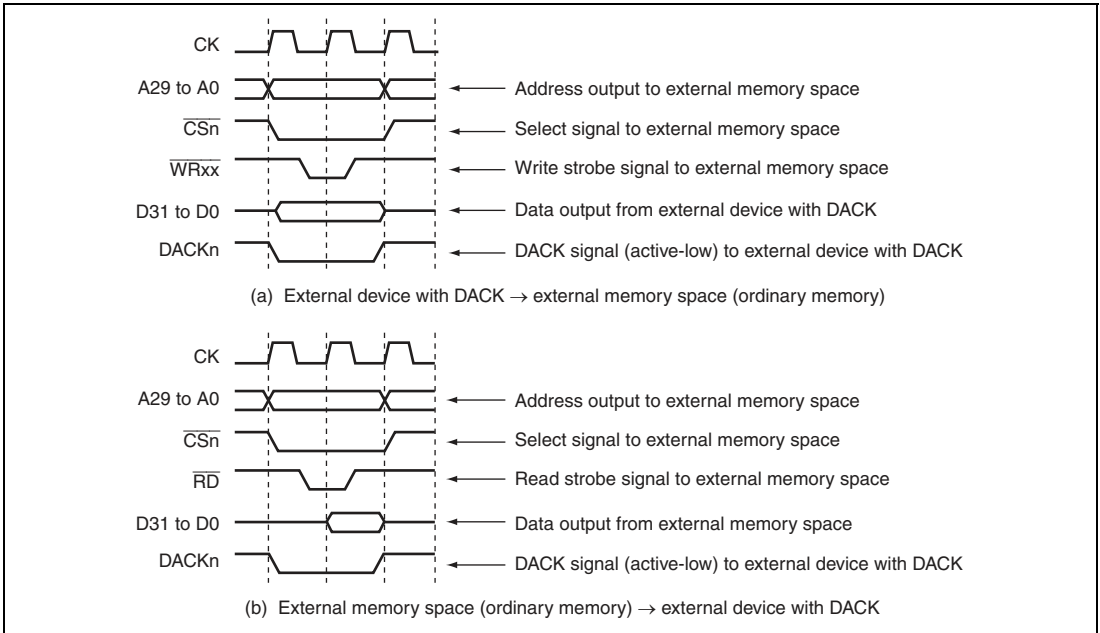 CK
A29 to A0 Address output to external memory space
CSn Select signal to external memory space
WRxx Write strobe signal to external memory space
D31 to D0 Data output from external device with DACK
DACKn DACK signal (active-low) to external device with DACK
(a) External device with DACK → external memory space (ordinary memory)
CK
A29 to A0 Address output to external memory space
CSn Select signal to external memory space
RD Read strobe signal to external memory space
D31 to D0 Data output from external memory space
DACKn DACK signal (active-low) to external device with DACK
(b) External memory space (ordinary memory) → external device with DACK